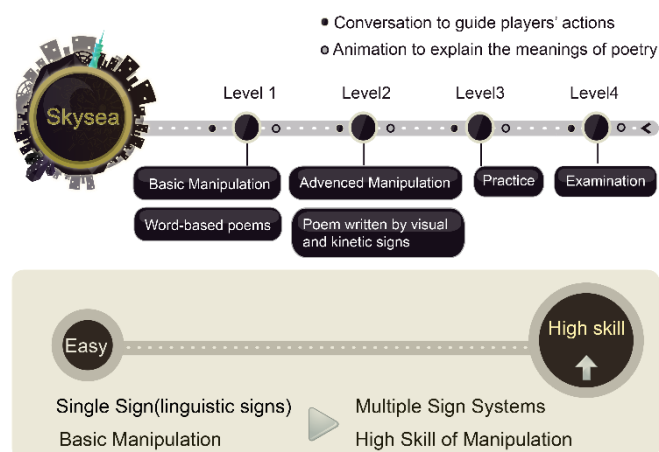 Conversation to guide players' actions
Animation to explain the meanings of poetry
Skysea
Level 1
Level2
Level3
Level4
Basic Manipulation
Advanced Manipulation
Practice
Examination
Word-based poems
Poem written by visual
and kinetic signs
Easy
High skill
Single Sign(linguistic signs)
Multiple Sign Systems
Basic Manipulation
High Skill of Manipulation